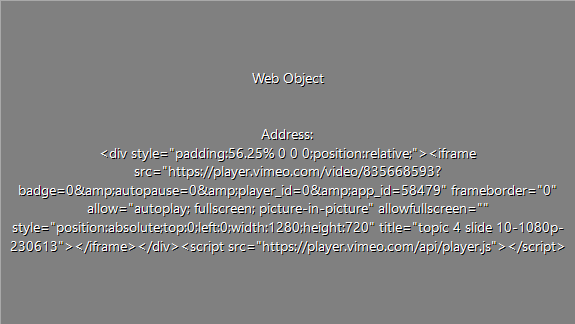 Web Object
Address:
<div style="padding:56.25% 0 0 0;position:relative;"><iframe
src="https://player.vimeo.com/video/835668593?
badge=0&amp;autopause=0&amp;player_id=0&amp;app_id=58479" frameborder="0"
allow="autoplay; fullscreen; picture-in-picture" allowfullscreen=""
style="position:absolute;top:0;left:0;width:1280;height:720" title="topic 4 slide 10-1080p-
230613"></iframe></div><script src="https://player.vimeo.com/api/player.js"></script>